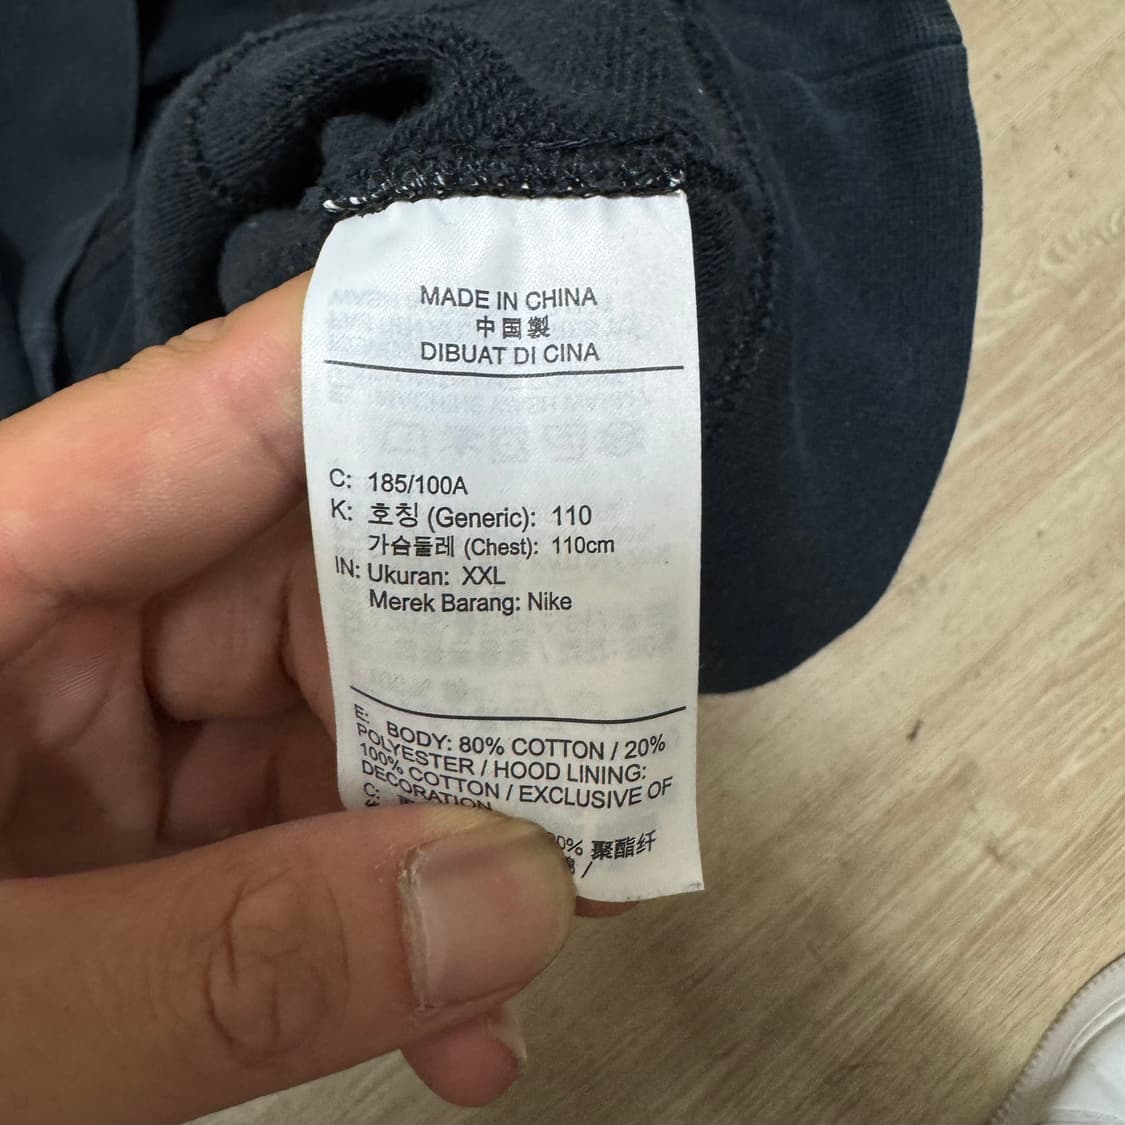 MADE IN CHINA
中国製
DIBUAT DI CINA
C: 185/100A
K: 호칭 (Generic): 110
가슴둘레 (Chest): 110cm
IN: Ukuran: XXL
Merek Barang: Nike
E: BODY: 80% COTTON / 20%
POLYESTER / HOOD LINING:
100% COTTON / EXCLUSIVE OF
DECORATION
C:
% 聚酯纤
/